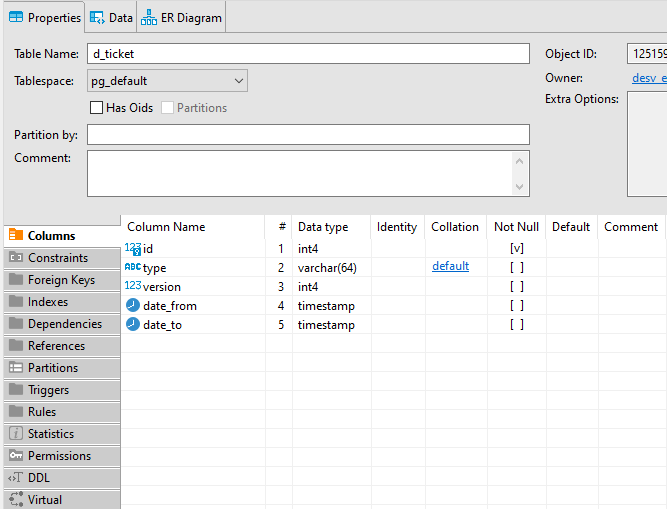 Properties Data ER Diagram
Table Name: d_ticket Object ID: 125159
Tablespace: pg_default Owner: desv_e
Has Oids Partitions Extra Options:
Partition by:
Comment:
Column Name # Data type Identity Collation Not Null Default Comment
Columns 123 id 1 int4 [v]
Constraints ABC type 2 varchar(64) default [ ]
Foreign Keys 123 version 3 int4 [ ]
Indexes date_from 4 timestamp [ ]
Dependencies date_to 5 timestamp [ ]
References
Partitions
Triggers
Rules
Statistics
Permissions
DDL
Virtual